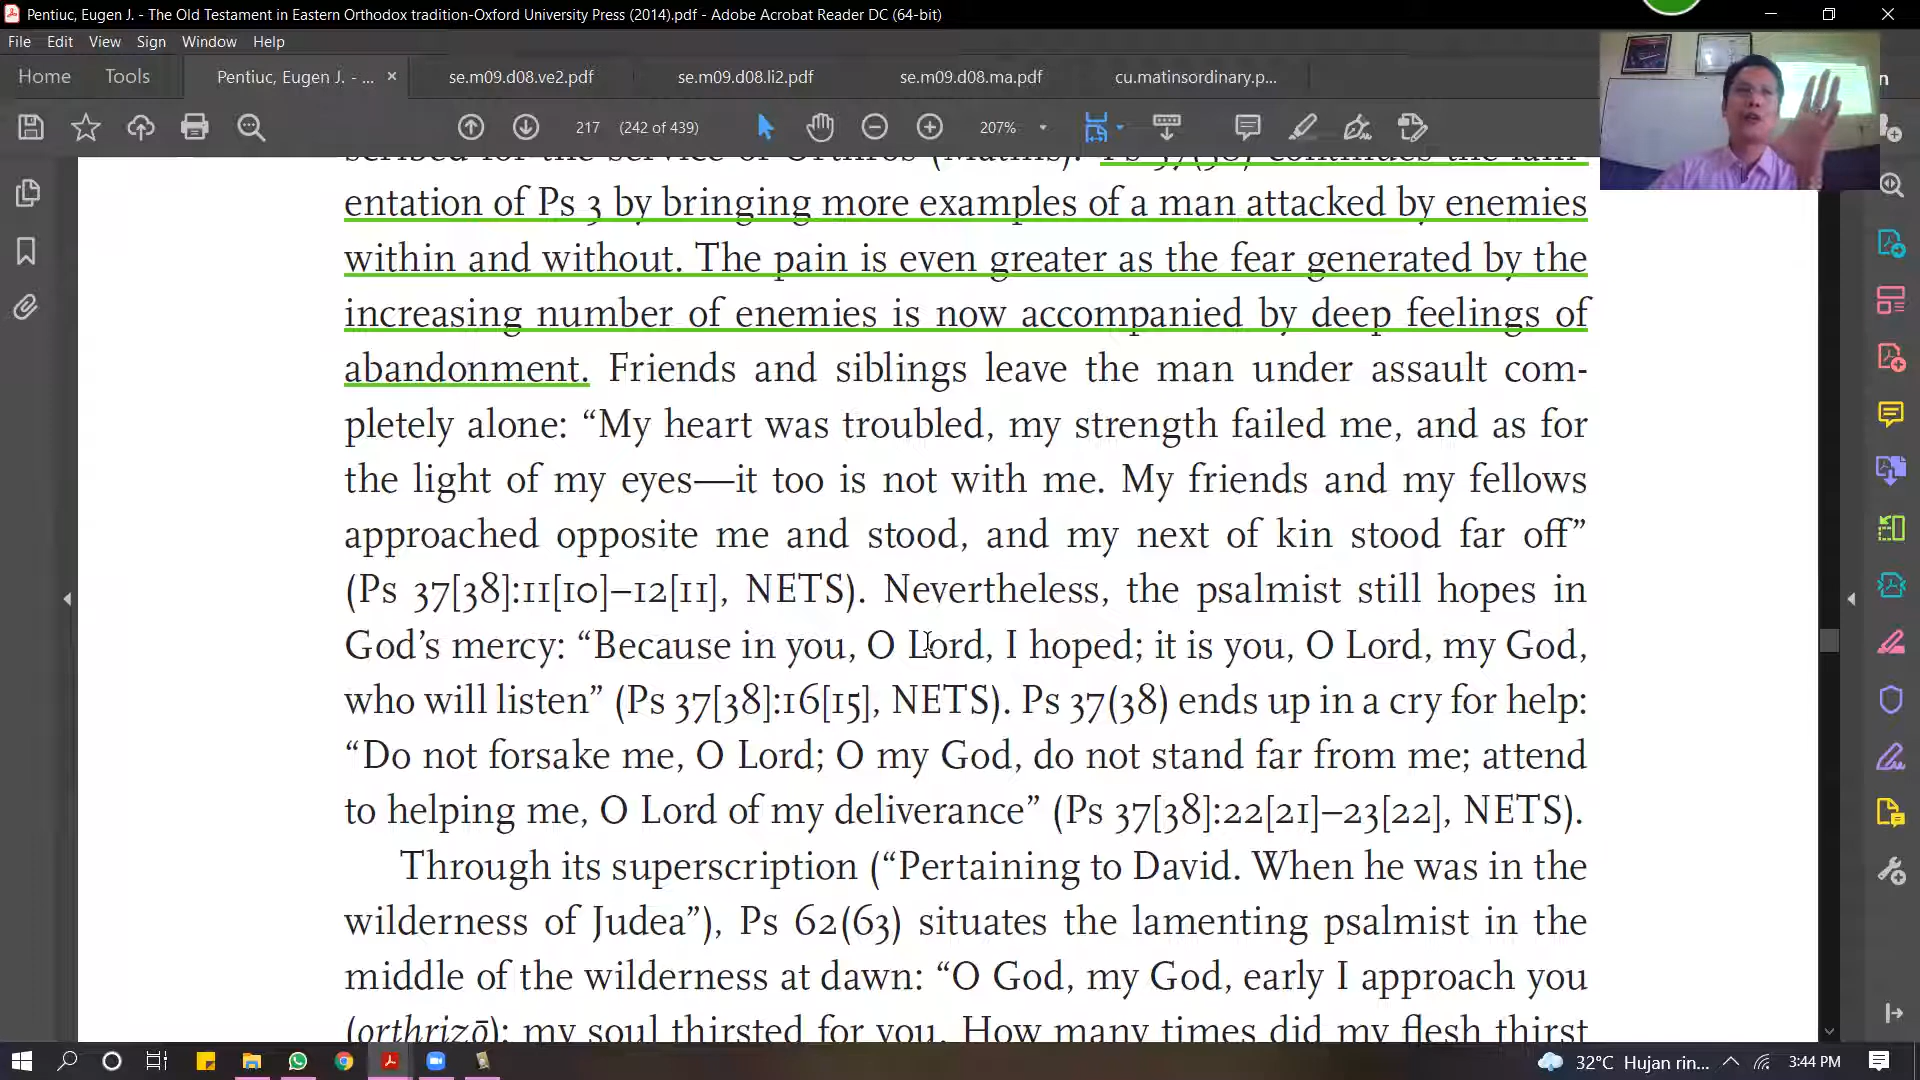 Pentiuc, Eugen J. - The Old Testament in Eastern Orthodox tradition-Oxford University Press (2014).pdf - Adobe Acrobat Reader DC (64-bit)
File Edit View Sign Window Help
Home Tools Pentiuc, Eugen J. - ... se.m09.d08.ve2.pdf se.m09.d08.li2.pdf se.m09.d08.ma.pdf cu.matinsordinary.p...
217 (242 of 439) 207%
scribed for the service of Orthros (Matins). Ps 37(38) continues the lam-
entation of Ps 3 by bringing more examples of a man attacked by enemies
within and without. The pain is even greater as the fear generated by the
increasing number of enemies is now accompanied by deep feelings of
abandonment. Friends and siblings leave the man under assault com-
pletely alone: “My heart was troubled, my strength failed me, and as for
the light of my eyes—it too is not with me. My friends and my fellows
approached opposite me and stood, and my next of kin stood far off”
(Ps 37[38]:11[10]–12[11], NETS). Nevertheless, the psalmist still hopes in
God’s mercy: “Because in you, O Lord, I hoped; it is you, O Lord, my God,
who will listen” (Ps 37[38]:16[15], NETS). Ps 37(38) ends up in a cry for help:
“Do not forsake me, O Lord; O my God, do not stand far from me; attend
to helping me, O Lord of my deliverance” (Ps 37[38]:22[21]–23[22], NETS).
Through its superscription (“Pertaining to David. When he was in the
wilderness of Judea”), Ps 62(63) situates the lamenting psalmist in the
middle of the wilderness at dawn: “O God, my God, early I approach you
(orthrizō); my soul thirsted for you. How many times did my flesh thirst
32°C Hujan rin... 3:44 PM